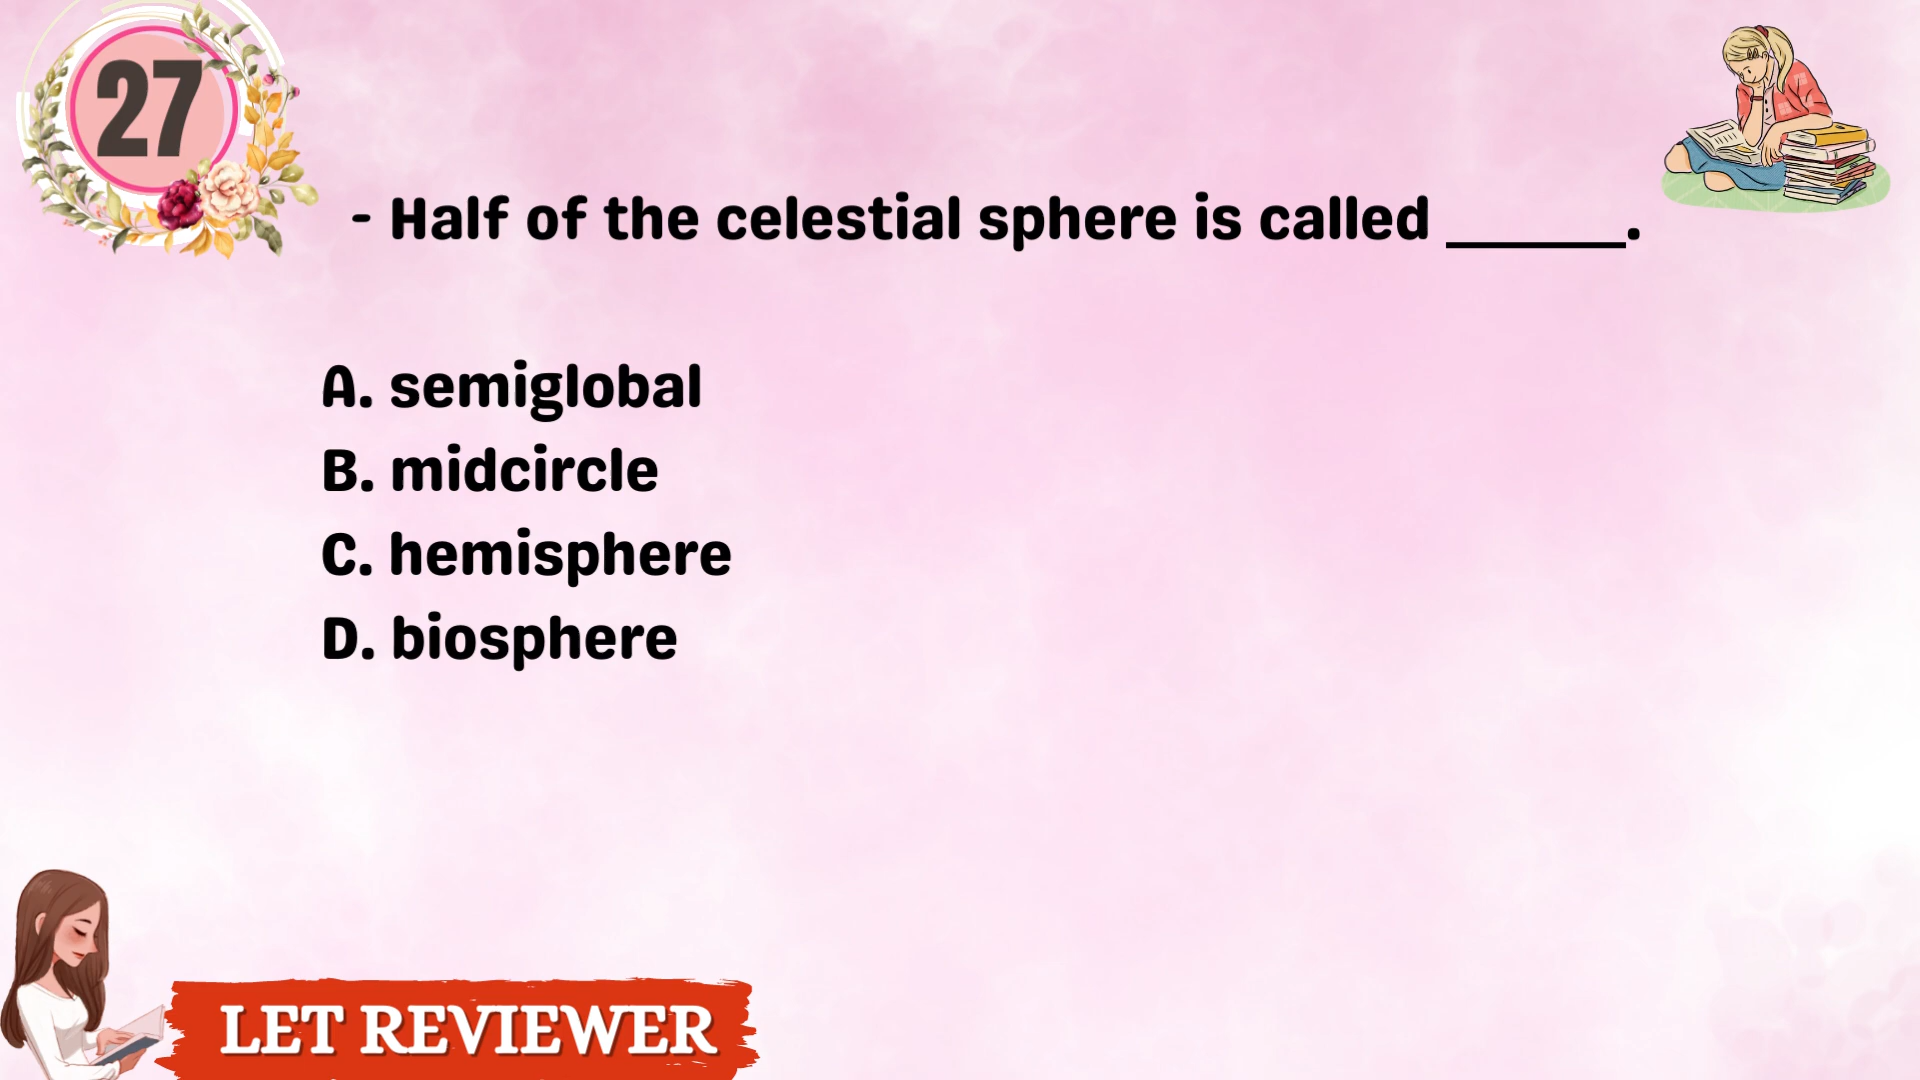 27
- Half of the celestial sphere is called ______.
A. semiglobal
B. midcircle
C. hemisphere
D. biosphere
LET REVIEWER